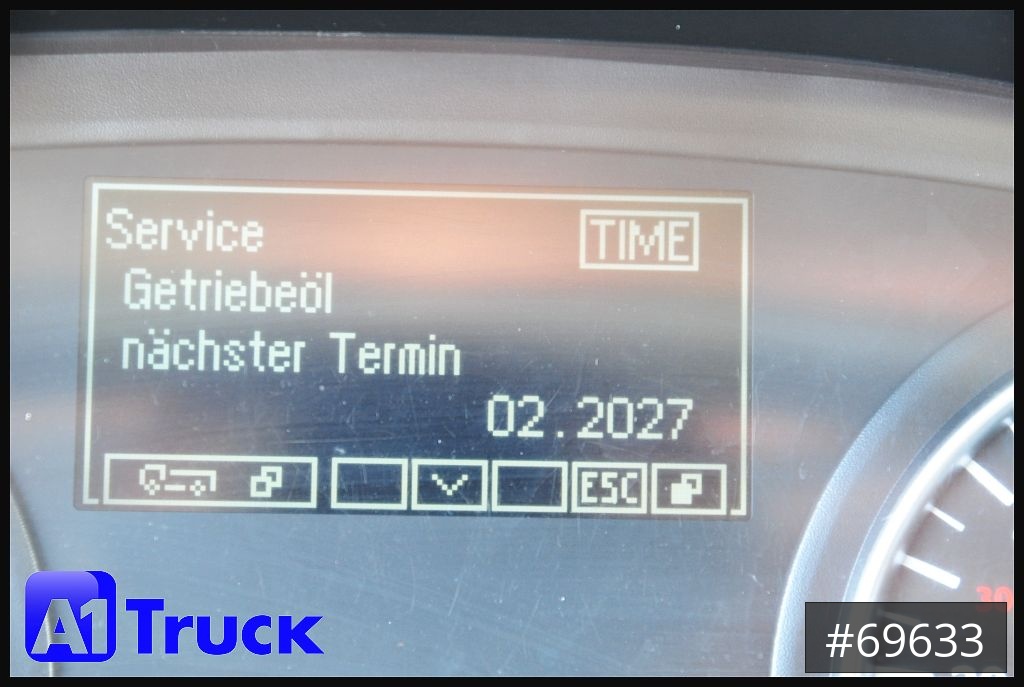 Service TIME
Getriebeöl
nächster Termin
02.2027
ESC
A1 Truck
#69633